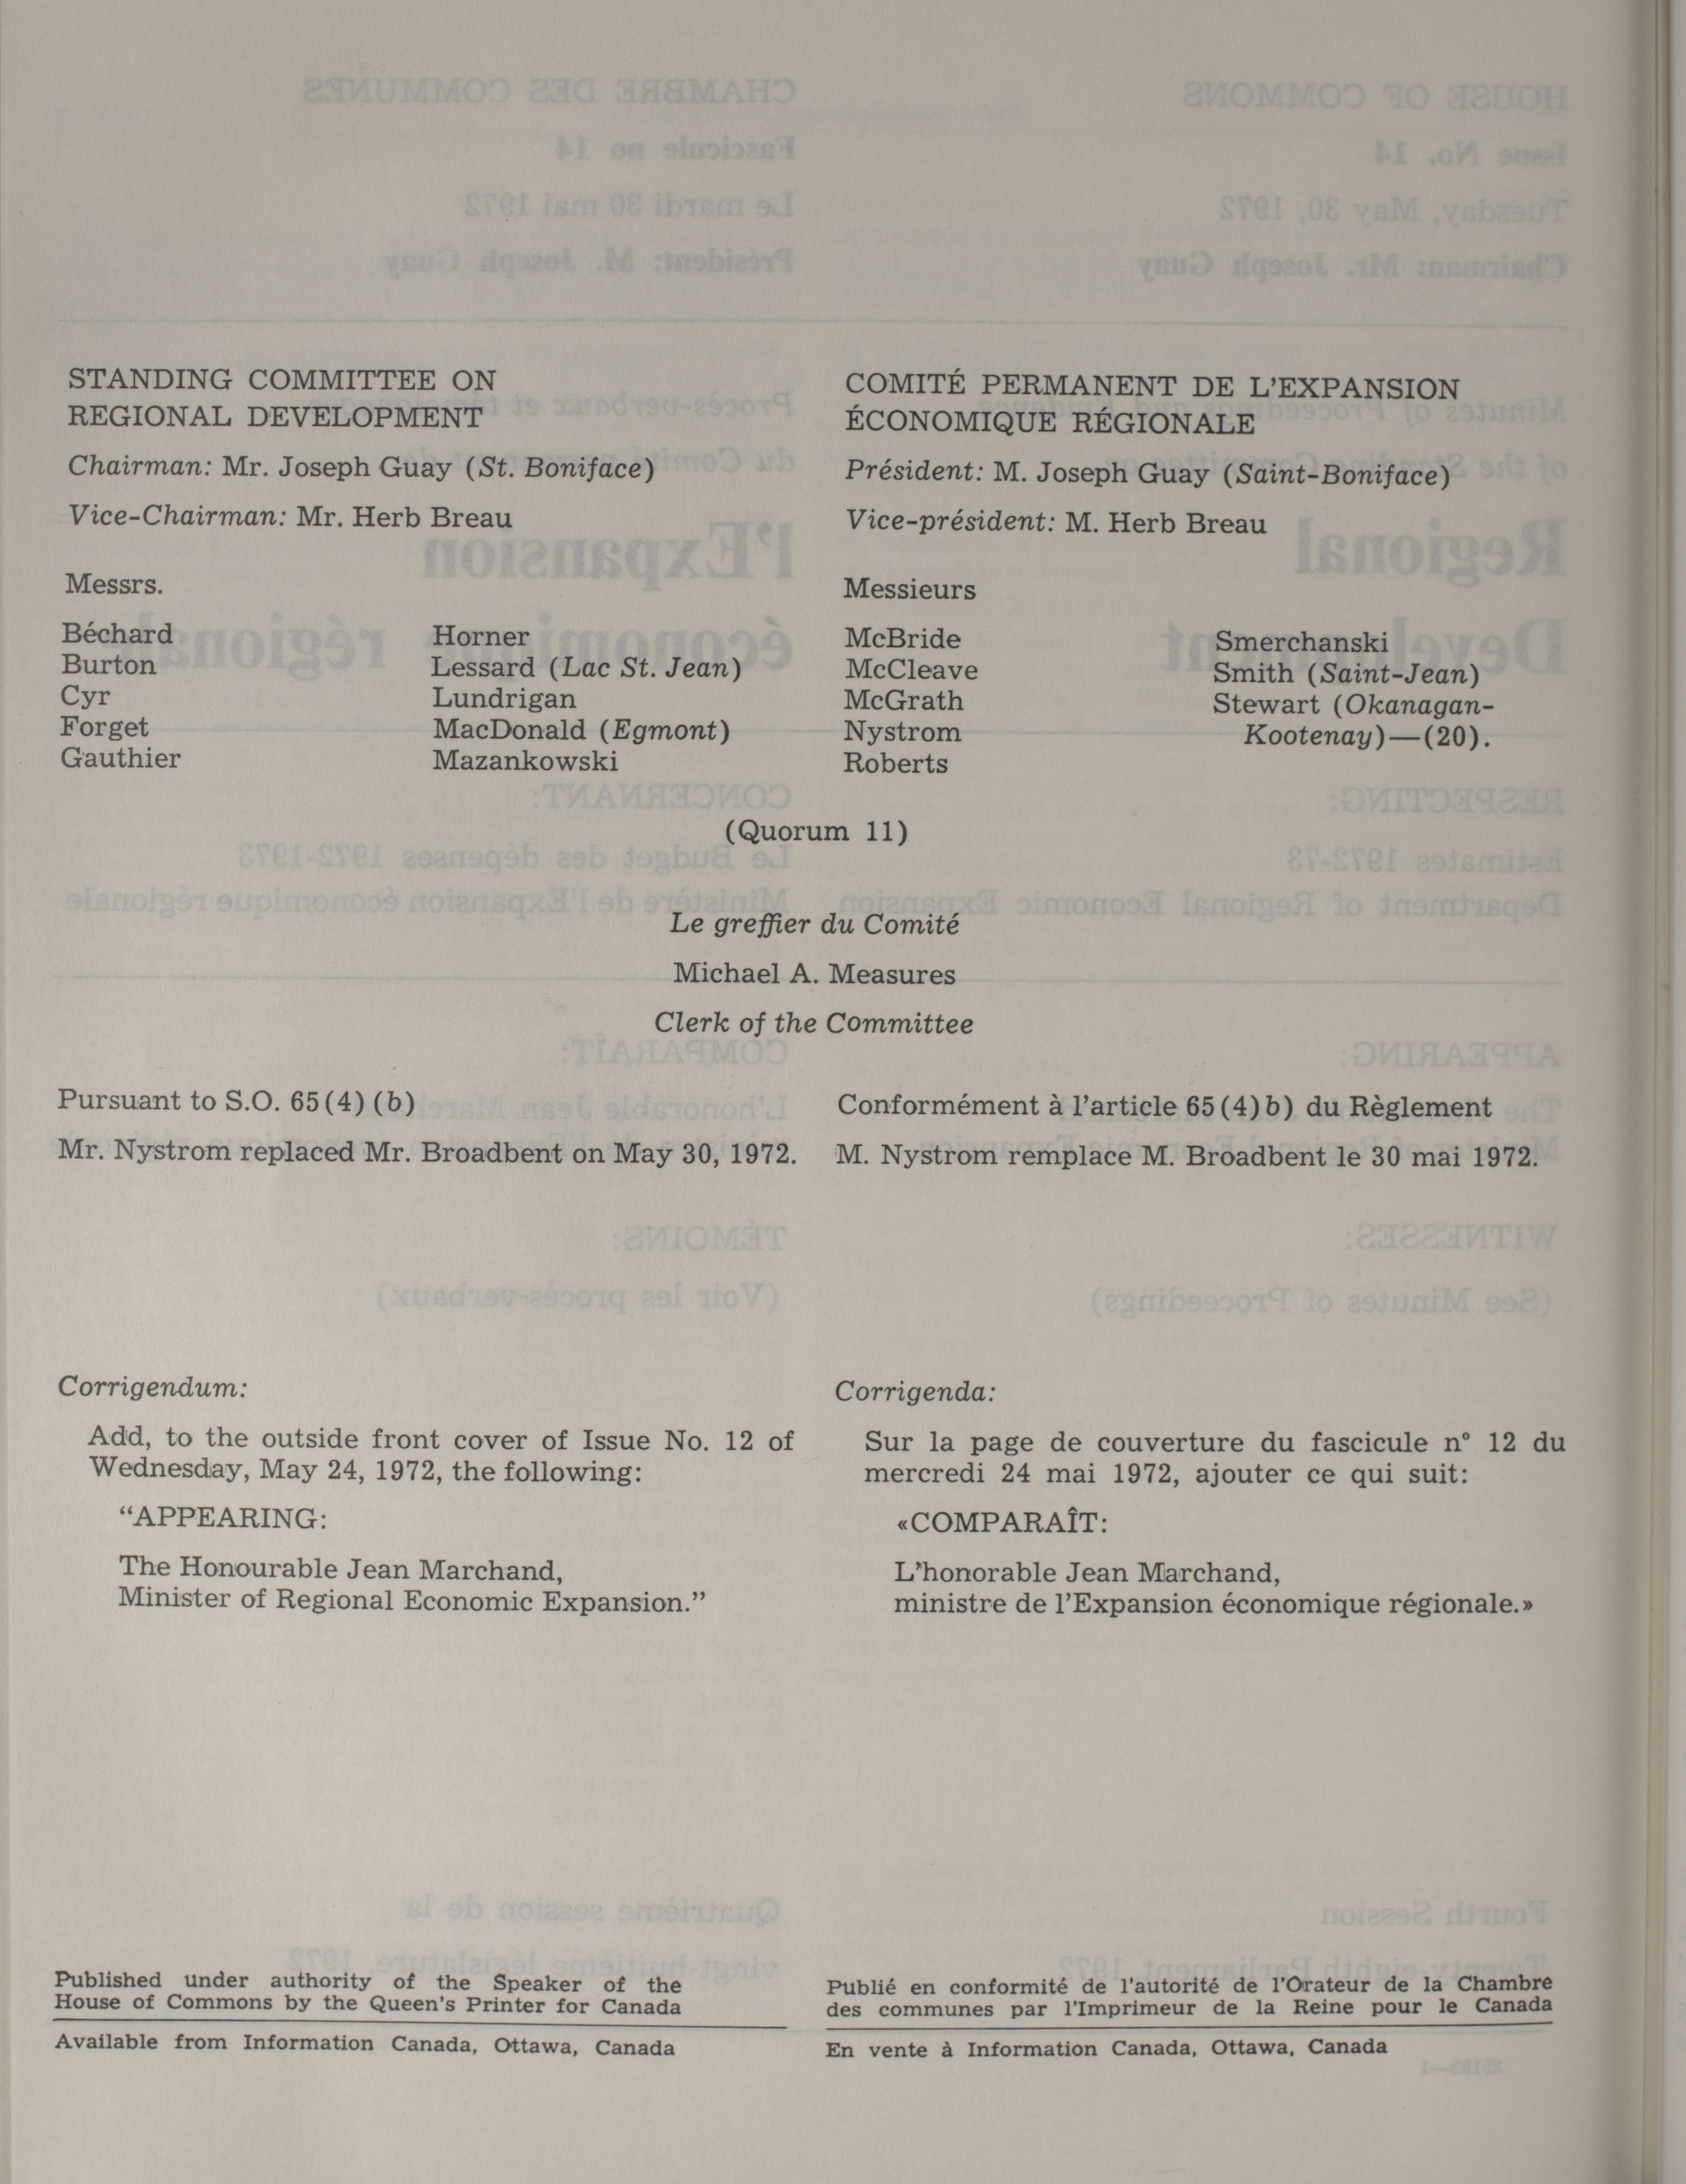 STANDING COMMITTEE ON
REGIONAL DEVELOPMENT
Chairman: Mr. Joseph Guay (St. Boniface)
Vice-Chairman: Mr. Herb Breau
Messrs.
COMITÉ PERMANENT DE L'EXPANSION
ÉCONOMIQUE RÉGIONALE
Président: M. Joseph Guay (Saint-Boniface)
Vice-président: M. Herb Breau
Messieurs
Béchard
Burton
Cyr
Forget
Gauthier
Horner
Lessard (Lac St. Jean)
Lundrigan
MacDonald (Egmont)
Mazankowski
McBride
McCleave
McGrath
Nystrom
Roberts
Smerchanski
Smith (Saint-Jean)
Stewart (Okanagan-
Kootenay)—(20).
(Quorum 11)
Le greffier du Comité
Michael A. Measures
Clerk of the Committee
Pursuant to S.O. 65(4)(b)
Mr. Nystrom replaced Mr. Broadbent on May 30, 1972.
Conformément à l'article 65(4)b) du Règlement
M. Nystrom remplace M. Broadbent le 30 mai 1972.
Corrigendum:
Add, to the outside front cover of Issue No. 12 of
Wednesday, May 24, 1972, the following:
"APPEARING:
The Honourable Jean Marchand,
Minister of Regional Economic Expansion."
Corrigenda:
Sur la page de couverture du fascicule n° 12 du
mercredi 24 mai 1972, ajouter ce qui suit:
«COMPARAÎT:
L'honorable Jean Marchand,
ministre de l'Expansion économique régionale.»
Published under authority of the Speaker of the
House of Commons by the Queen's Printer for Canada
Available from Information Canada, Ottawa, Canada
Publié en conformité de l'autorité de l'Orateur de la Chambre
des communes par l'Imprimeur de la Reine pour le Canada
En vente à Information Canada, Ottawa, Canada